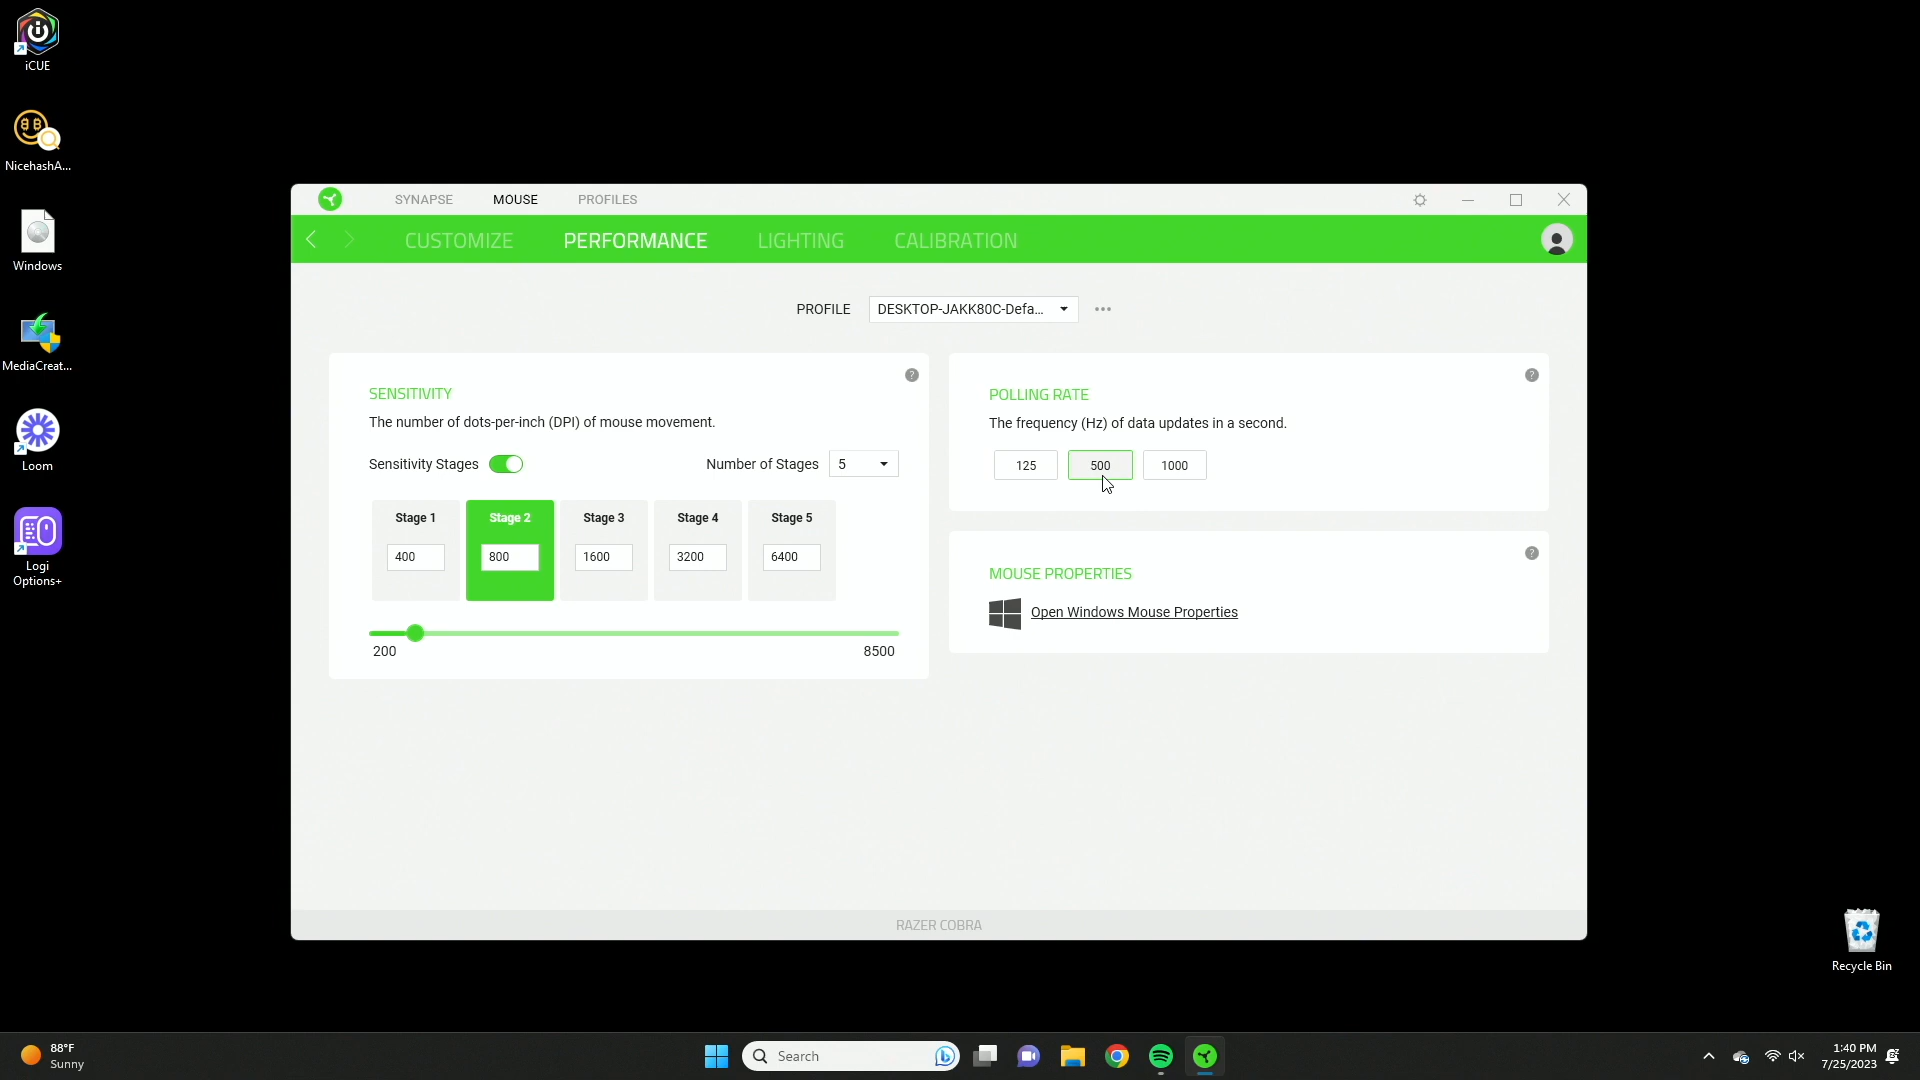 iCUE
NicehashA...
Windows
MediaCreat...
Loom
Logi
Options+
SYNAPSE MOUSE PROFILES
CUSTOMIZE PERFORMANCE LIGHTING CALIBRATION
PROFILE DESKTOP-JAKK80C-Defa...
SENSITIVITY
The number of dots-per-inch (DPI) of mouse movement.
Sensitivity Stages Number of Stages 5
Stage 1 Stage 2 Stage 3 Stage 4 Stage 5
400 800 1600 3200 6400
200 8500
POLLING RATE
The frequency (Hz) of data updates in a second.
125 500 1000
MOUSE PROPERTIES
Open Windows Mouse Properties
RAZER COBRA
Recycle Bin
88°F
Sunny
Search
1:40 PM
7/25/2023